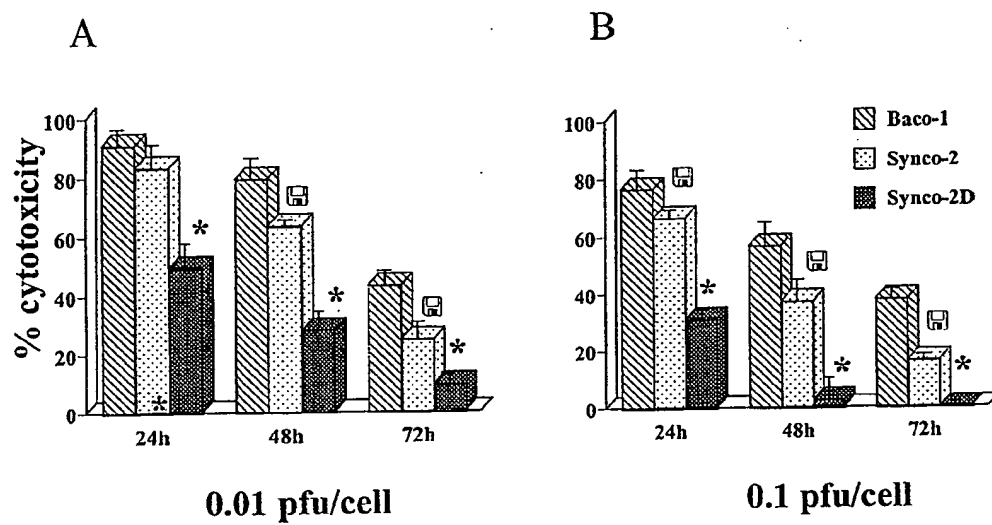 A
B
% cytotoxicity
100
80
60
40
20
0
*
*
*
*
24h
48h
72h
0.01 pfu/cell
100
80
60
40
20
0
*
*
*
24h
48h
72h
0.1 pfu/cell
Baco-1
Synco-2
Synco-2D